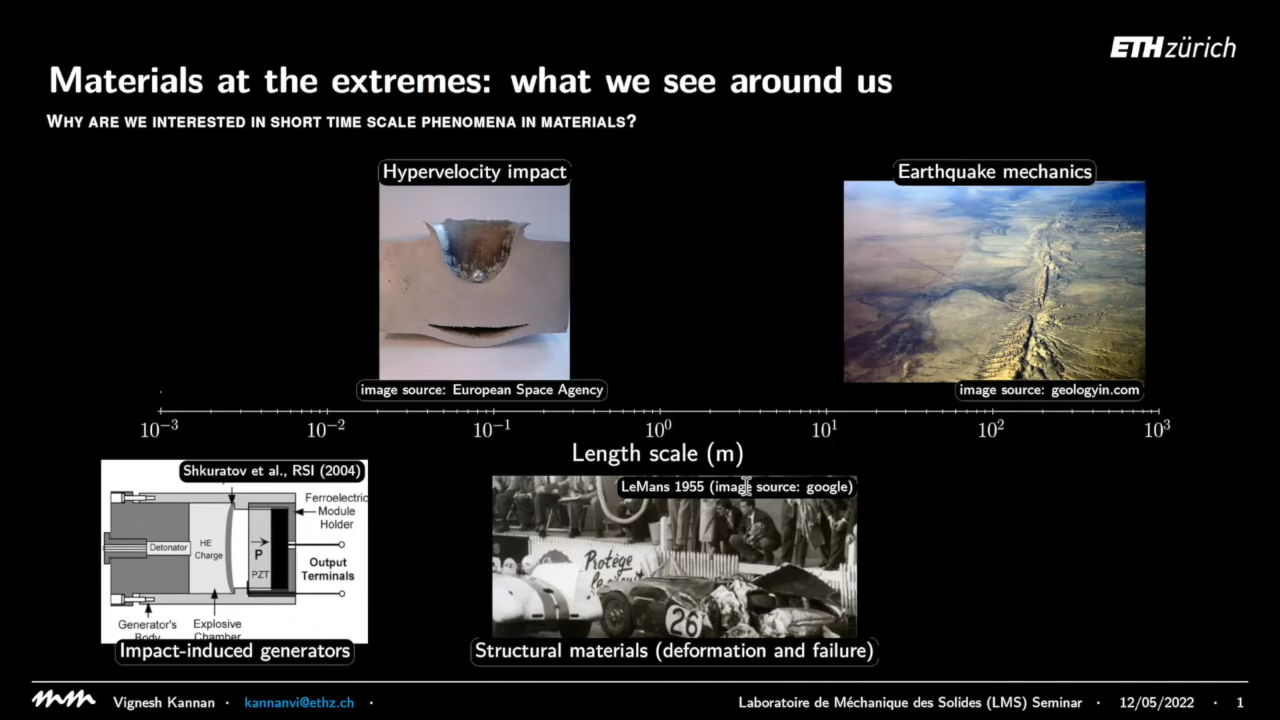 ETH zürich
Materials at the extremes: what we see around us
WHY ARE WE INTERESTED IN SHORT TIME SCALE PHENOMENA IN MATERIALS?
Hypervelocity impact
Earthquake mechanics
image source: European Space Agency
image source: geologyin.com
10⁻³ 10⁻² 10⁻¹ 10⁰ 10¹ 10² 10³
Length scale (m)
Shkuratov et al., RSI (2004)
Ferroelectric
Module
Holder
Detonator
HE
Charge
P
PZT
Output
Terminals
Generator's
Body
Explosive
Chamber
Impact-induced generators
LeMans 1955 (image source: google)
Protège
26
Structural materials (deformation and failure)
Vignesh Kannan · kannanvi@ethz.ch ·
Laboratoire de Méchanique des Solides (LMS) Seminar · 12/05/2022 · 1